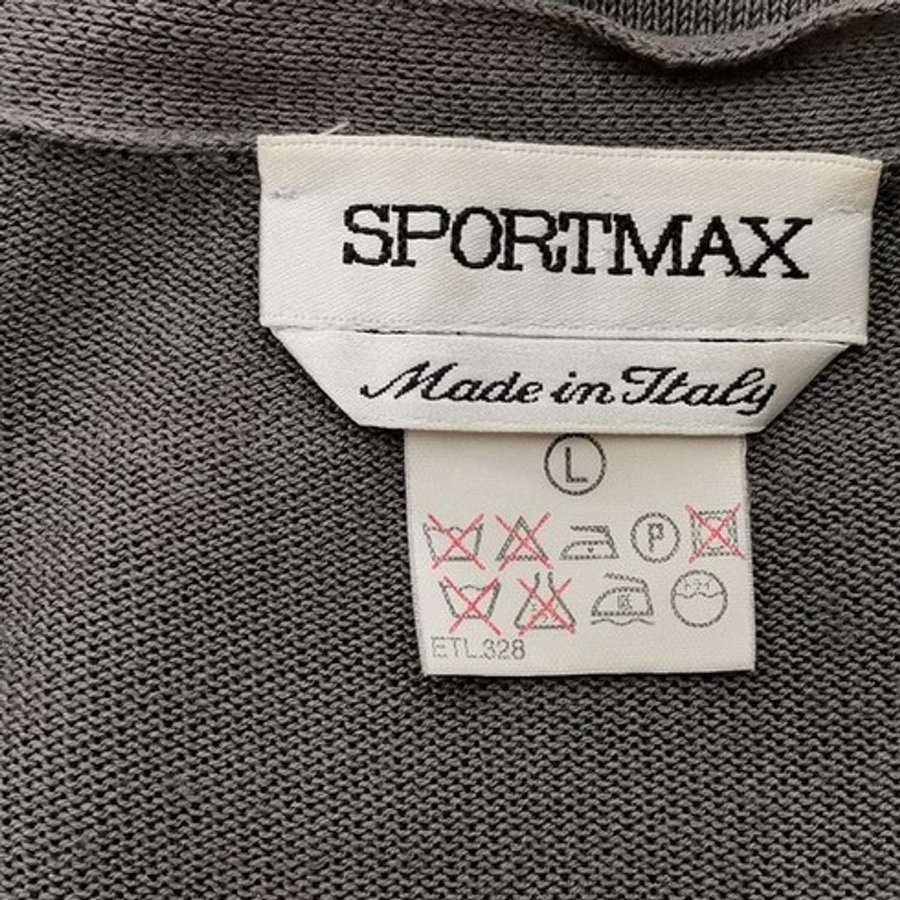 SPORTMAX
Made in Italy
L
P
ドライ
ETL.328